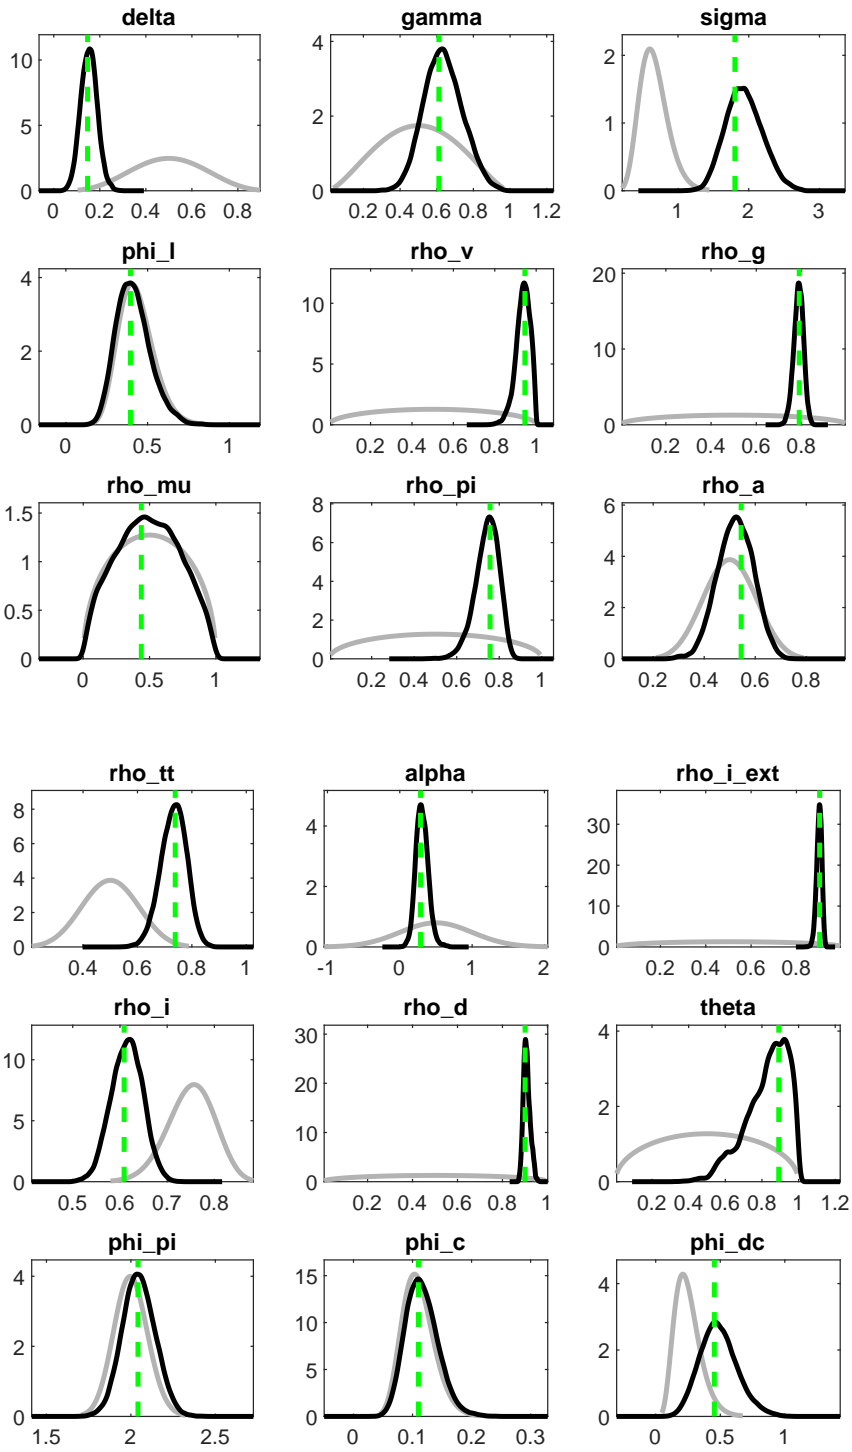 delta gamma sigma
10 4 2
5 2 1
0 0 0
0 0.2 0.4 0.6 0.8 0.2 0.4 0.6 0.8 1 1.2 1 2 3
phi_l rho_v rho_g
4 10 20
2 5 10
0 0 0
0 0.5 1 0.2 0.4 0.6 0.8 1 0.2 0.4 0.6 0.8
rho_mu rho_pi rho_a
1.5 8 6
1 6 4
0.5 4 2
0 2 0
0
0 0.5 1 0.2 0.4 0.6 0.8 1 0.2 0.4 0.6 0.8
rho_tt alpha rho_i_ext
8 4 30
6 2 20
4 0 10
2 0
0
0.4 0.6 0.8 1 -1 0 1 2 0.2 0.4 0.6 0.8
rho_i rho_d theta
10 30 4
5 20 2
0 10 0
0
0.5 0.6 0.7 0.8 0.2 0.4 0.6 0.8 1 0.2 0.4 0.6 0.8 1 1.2
phi_pi phi_c phi_dc
4 15 4
2 10 2
0 5 0
0
1.5 2 2.5 0 0.1 0.2 0.3 0 0.5 1